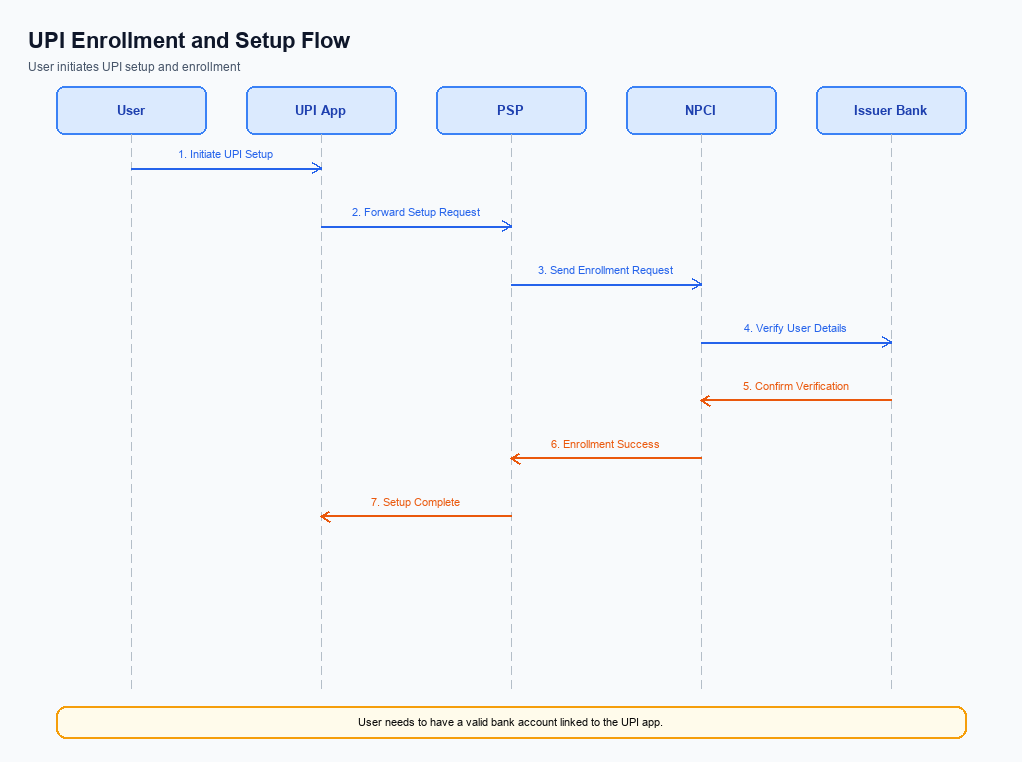 UPI Enrollment and Setup Flow
User initiates UPI setup and enrollment
User
UPI App
PSP
NPCI
Issuer Bank
1. Initiate UPI Setup
2. Forward Setup Request
3. Send Enrollment Request
4. Verify User Details
5. Confirm Verification
6. Enrollment Success
7. Setup Complete
User needs to have a valid bank account linked to the UPI app.